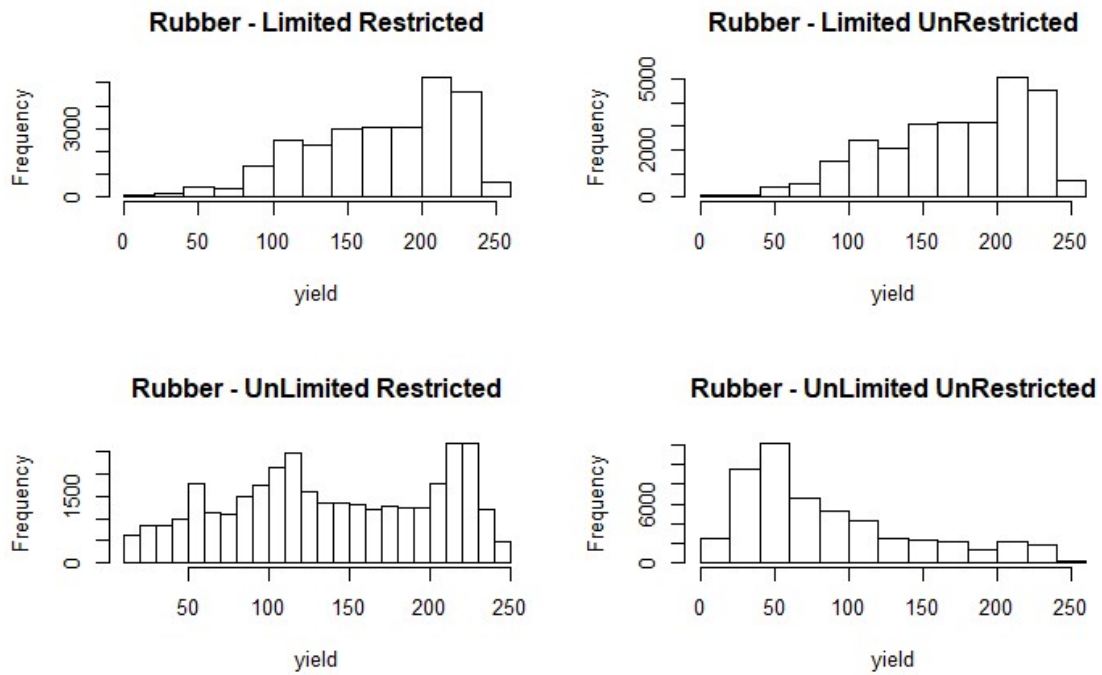 Rubber - Limited Restricted
Frequency
3000
0
0 50 100 150 200 250
yield
Rubber - Limited UnRestricted
Frequency
5000
2000
0
0 50 100 150 200 250
yield
Rubber - UnLimited Restricted
Frequency
1500
0
50 100 150 200 250
yield
Rubber - UnLimited UnRestricted
Frequency
6000
0
0 50 100 150 200 250
yield